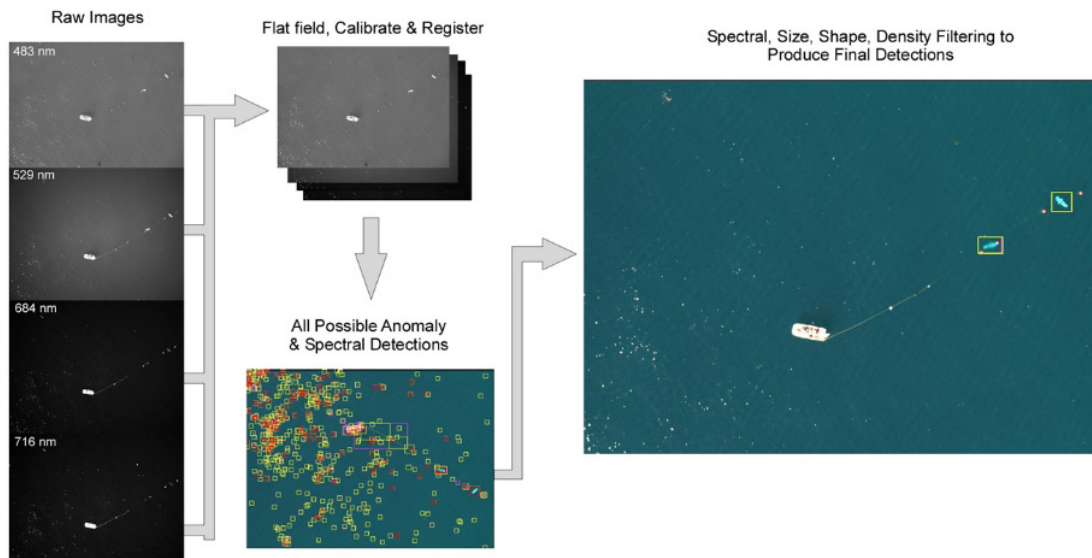 Raw Images
483 nm
529 nm
684 nm
716 nm
Flat field, Calibrate & Register
All Possible Anomaly
& Spectral Detections
Spectral, Size, Shape, Density Filtering to
Produce Final Detections